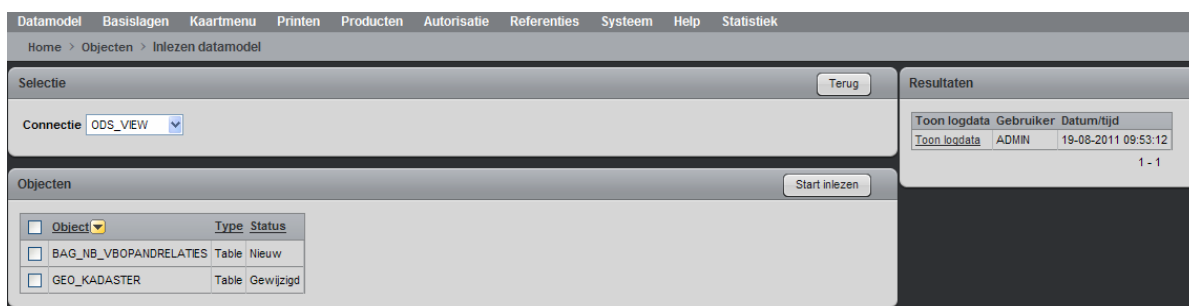 Datamodel Basislagen Kaartmenu Printen Producten Autorisatie Referenties Systeem Help Statistiek
Home > Objecten > Inlezen datamodel
Selectie Terug
Connectie ODS_VIEW
Objecten Start inlezen
Object Type Status
BAG_NB_VBOPANDRELATIES Table Nieuw
GEO_KADASTER Table Gewijzigd
Resultaten
Toon logdata Gebruiker Datum/tijd
Toon logdata ADMIN 19-08-2011 09:53:12
1 - 1